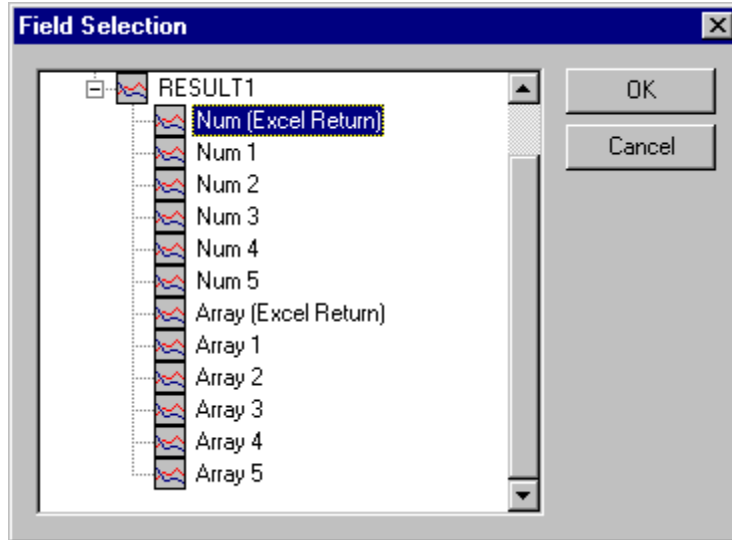 Field Selection
RESULT1
OK
Num (Excel Return)
Cancel
Num 1
Num 2
Num 3
Num 4
Num 5
Array (Excel Return)
Array 1
Array 2
Array 3
Array 4
Array 5